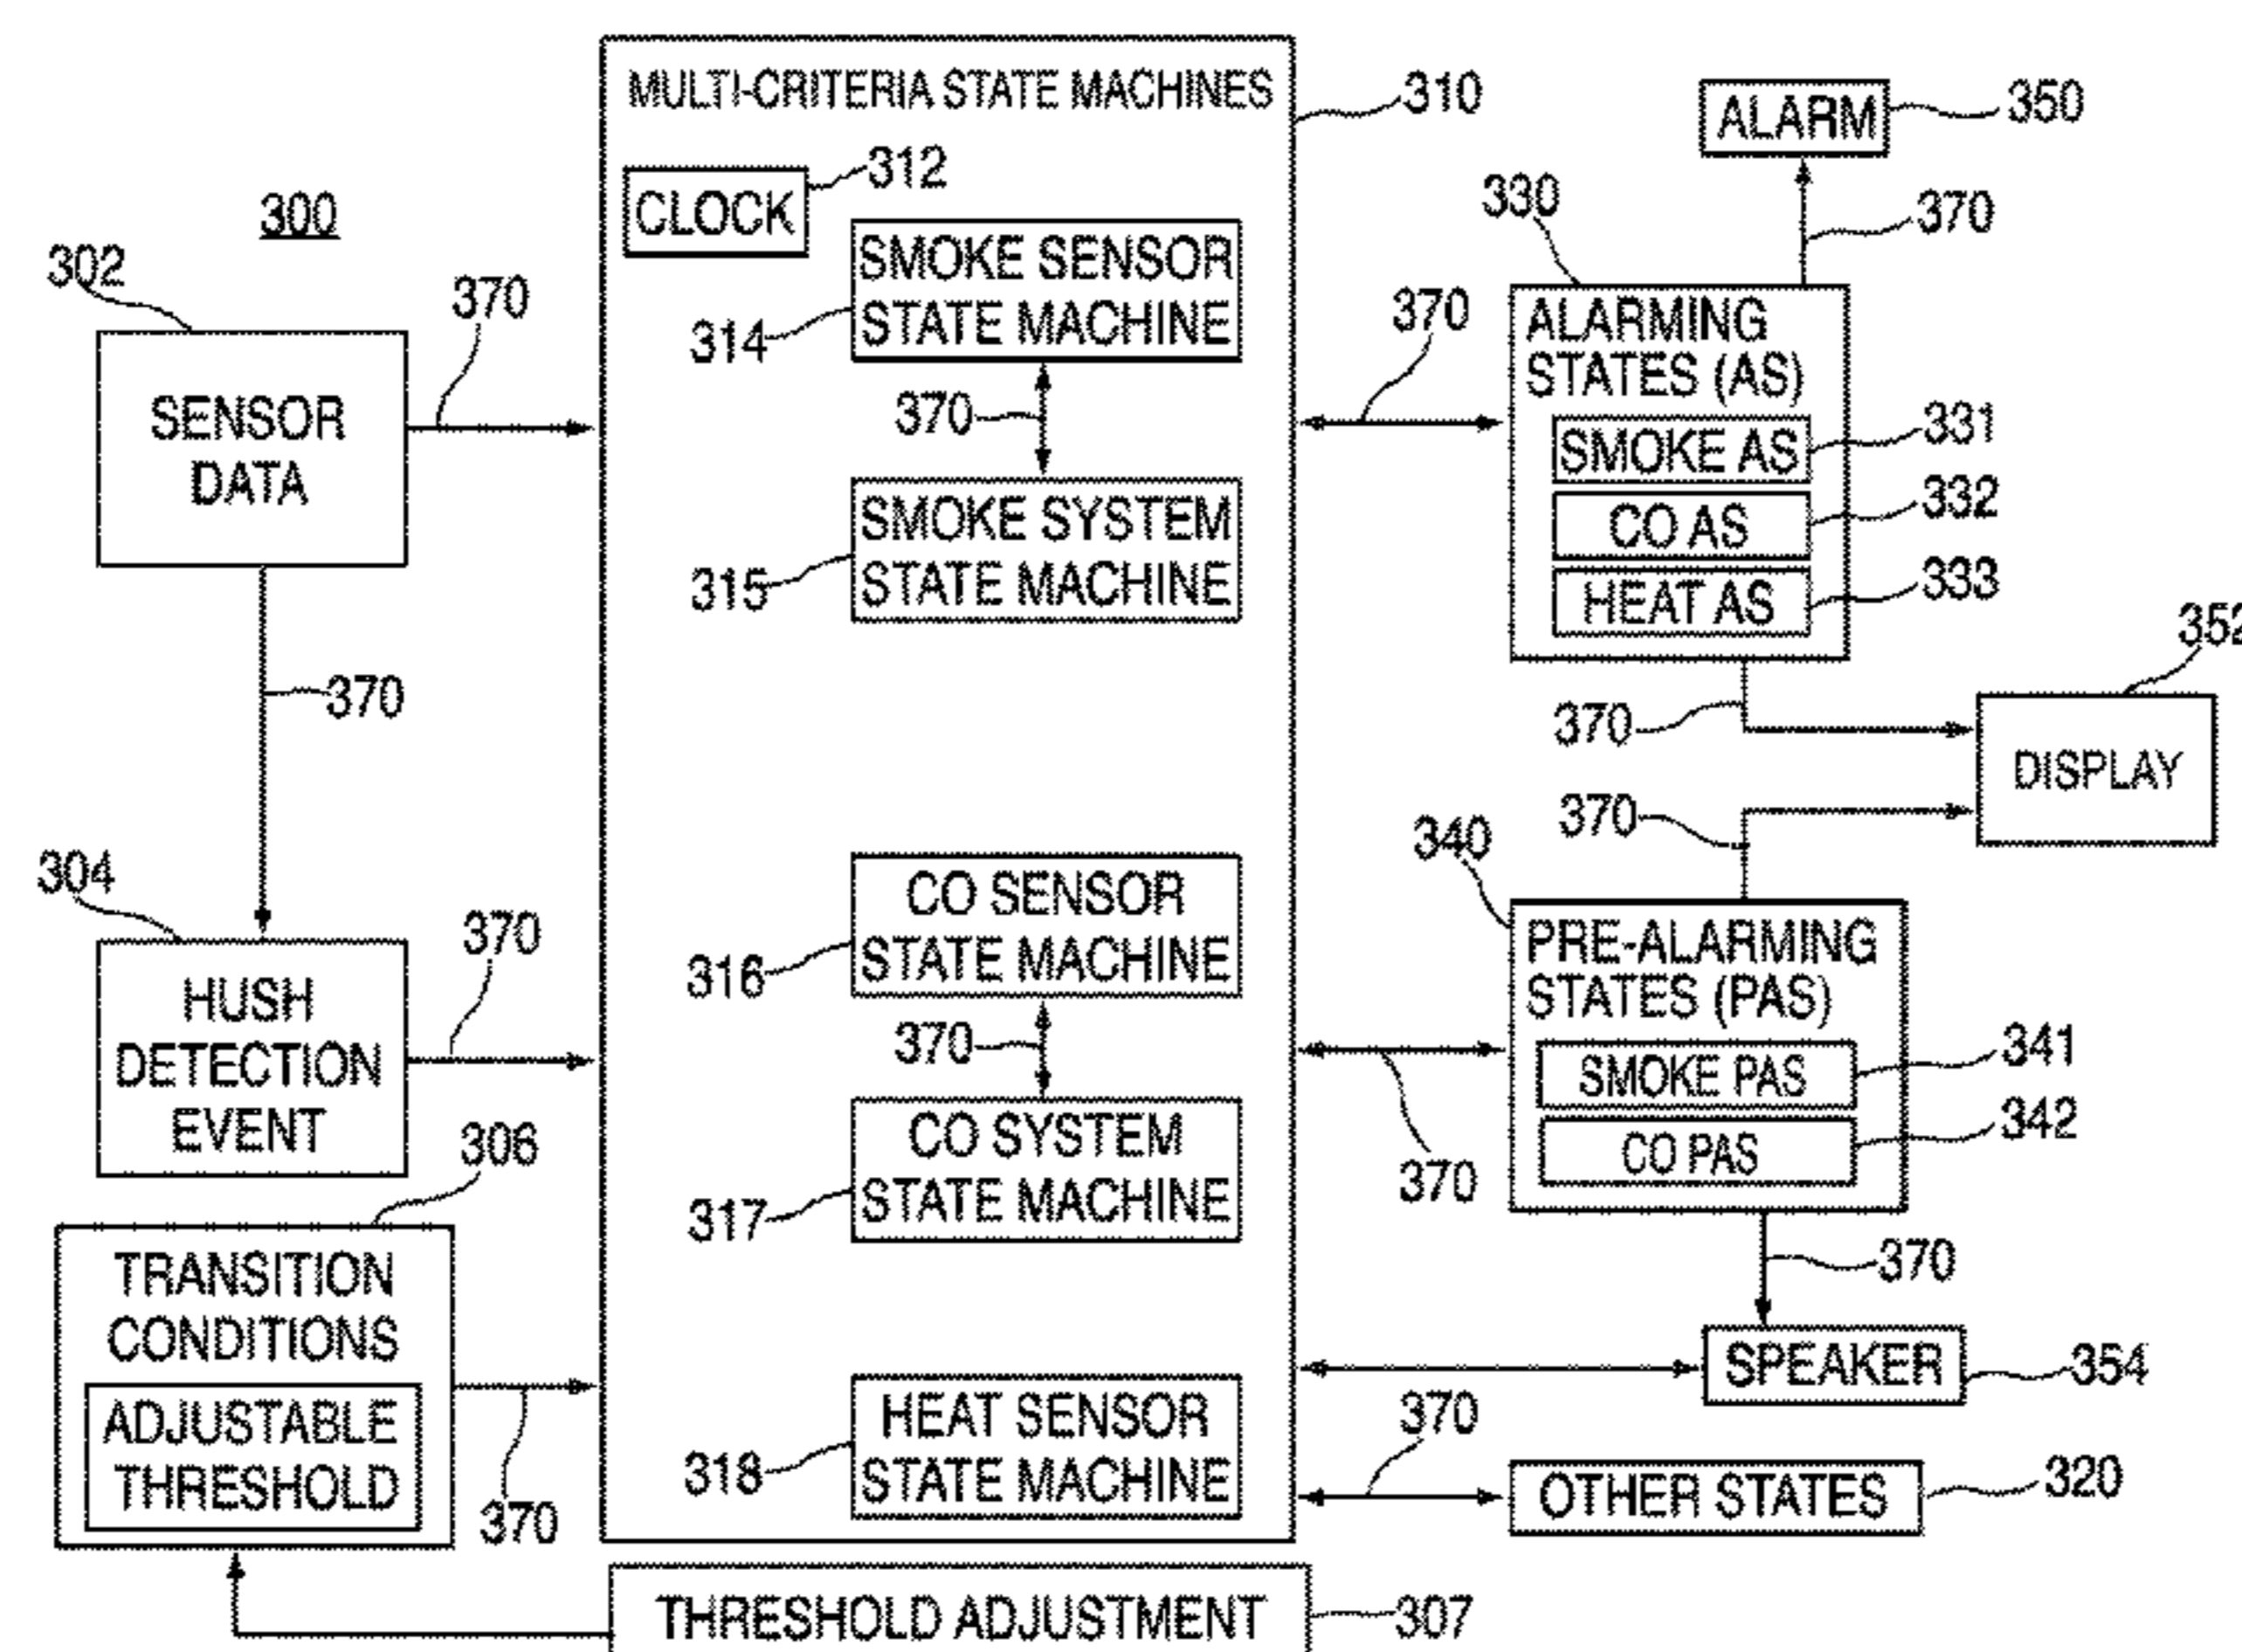 300
302
370
SENSOR
DATA
370
304
HUSH
DETECTION
EVENT
370
306
TRANSITION
CONDITIONS
ADJUSTABLE
THRESHOLD
370
MULTI-CRITERIA STATE MACHINES
310
CLOCK
312
SMOKE SENSOR
STATE MACHINE
314
370
SMOKE SYSTEM
STATE MACHINE
315
CO SENSOR
STATE MACHINE
316
370
CO SYSTEM
STATE MACHINE
317
HEAT SENSOR
STATE MACHINE
318
THRESHOLD ADJUSTMENT
307
ALARM
350
370
330
370
ALARMING
STATES (AS)
SMOKE AS
331
CO AS
332
HEAT AS
333
370
352
DISPLAY
370
340
PRE-ALARMING
STATES (PAS)
SMOKE PAS
341
CO PAS
342
370
370
SPEAKER
354
370
OTHER STATES
320